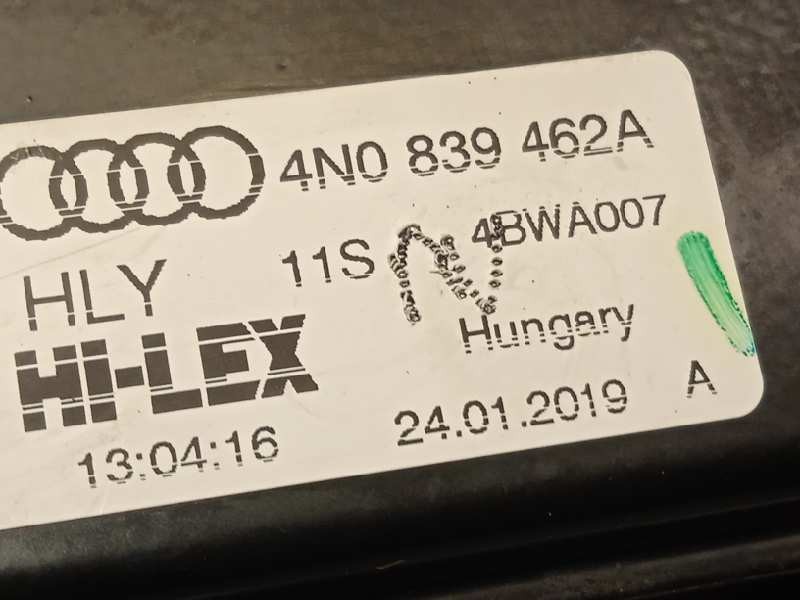 4N0 839 462A
HLY 11S N 4BWA007
HI-LEX Hungary
13:04:16 24.01.2019 A